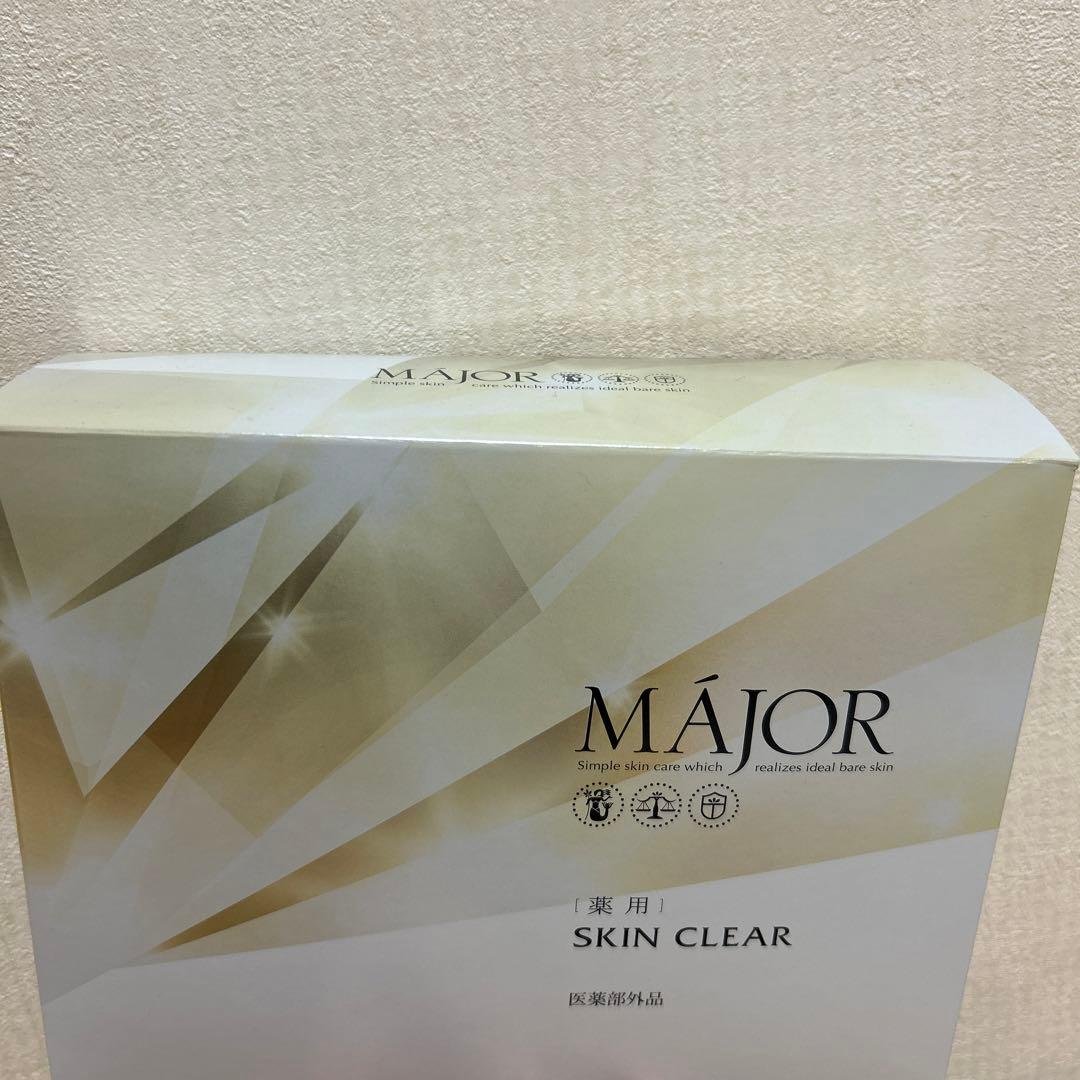 MÁJOR
Simple skin care which realizes ideal bare skin
MÁJOR
Simple skin care which realizes ideal bare skin
[薬用]
SKIN CLEAR
医薬部外品